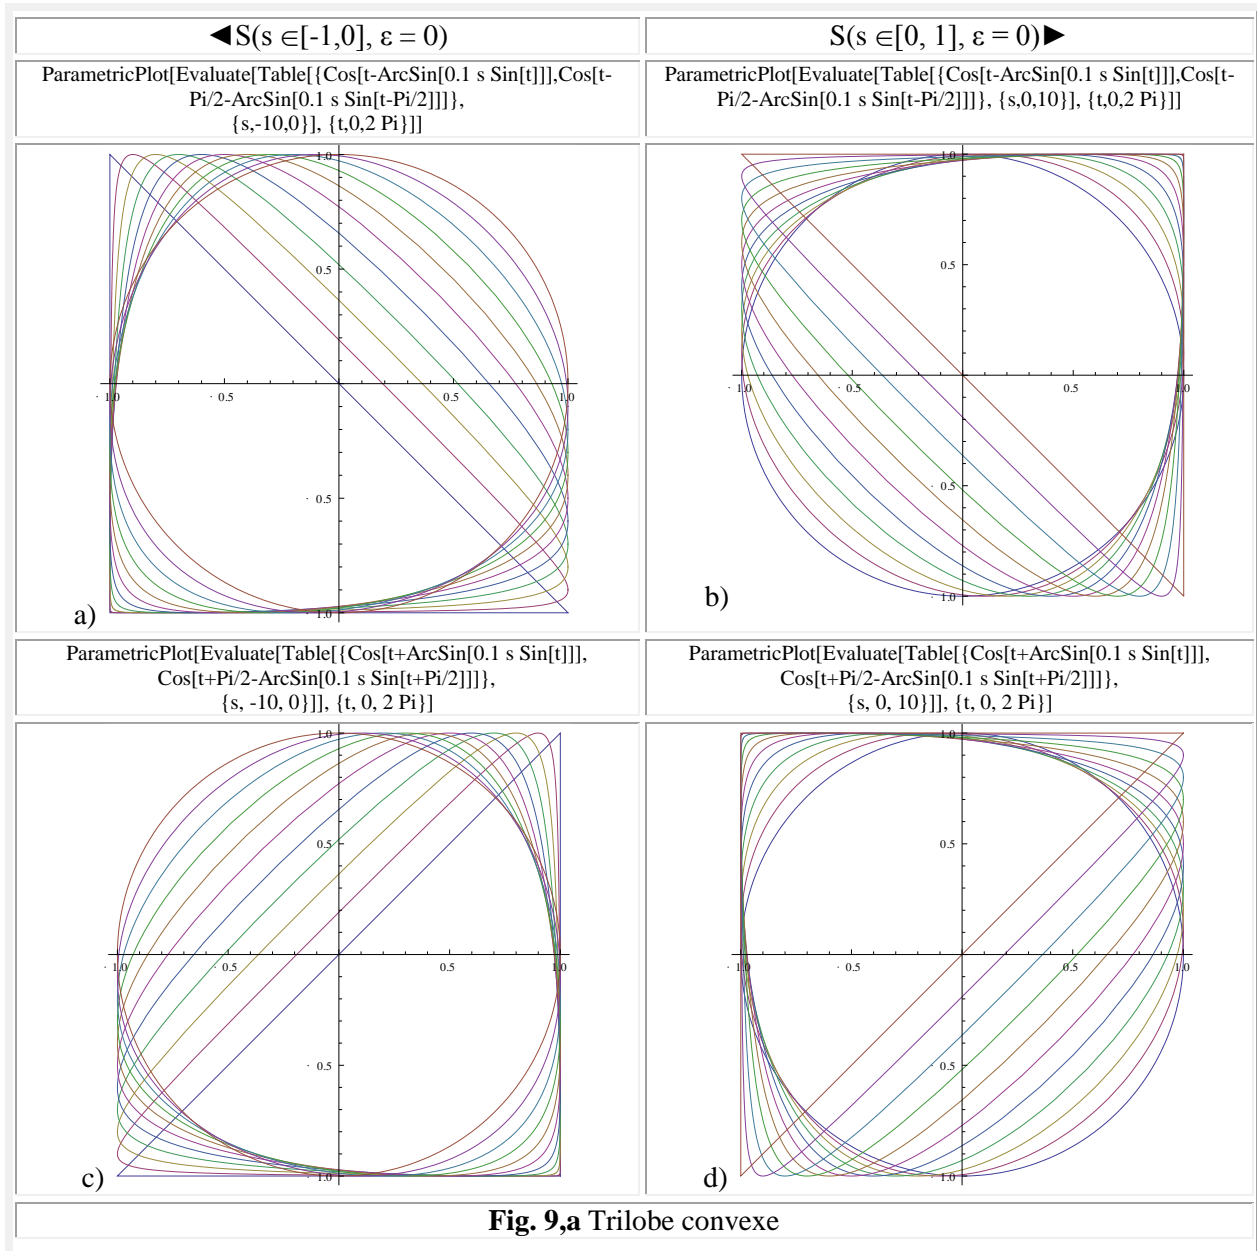 ◄S(s ∈[-1,0], ε = 0)
S(s ∈[0, 1], ε = 0)►
ParametricPlot[Evaluate[Table[{Cos[t-ArcSin[0.1 s Sin[t]]],Cos[t-
Pi/2-ArcSin[0.1 s Sin[t-Pi/2]]]},
{s,-10,0}], {t,0,2 Pi}]]
ParametricPlot[Evaluate[Table[{Cos[t-ArcSin[0.1 s Sin[t]]],Cos[t-
Pi/2-ArcSin[0.1 s Sin[t-Pi/2]]]}, {s,0,10}], {t,0,2 Pi}]]
1.0
0.5
· 1.0
· 0.5
0.5
1.0
· 0.5
· 1.0
a)
1.0
0.5
· 1.0
· 0.5
0.5
1.0
· 0.5
· 1.0
b)
ParametricPlot[Evaluate[Table[{Cos[t+ArcSin[0.1 s Sin[t]]],
Cos[t+Pi/2-ArcSin[0.1 s Sin[t+Pi/2]]]},
{s, -10, 0}]], {t, 0, 2 Pi}]
ParametricPlot[Evaluate[Table[{Cos[t+ArcSin[0.1 s Sin[t]]],
Cos[t+Pi/2-ArcSin[0.1 s Sin[t+Pi/2]]]},
{s, 0, 10}]], {t, 0, 2 Pi}]
1.0
0.5
· 1.0
· 0.5
0.5
1.0
· 0.5
· 1.0
c)
1.0
0.5
· 1.0
· 0.5
0.5
1.0
· 0.5
· 1.0
d)
Fig. 9,a Trilobe convexe